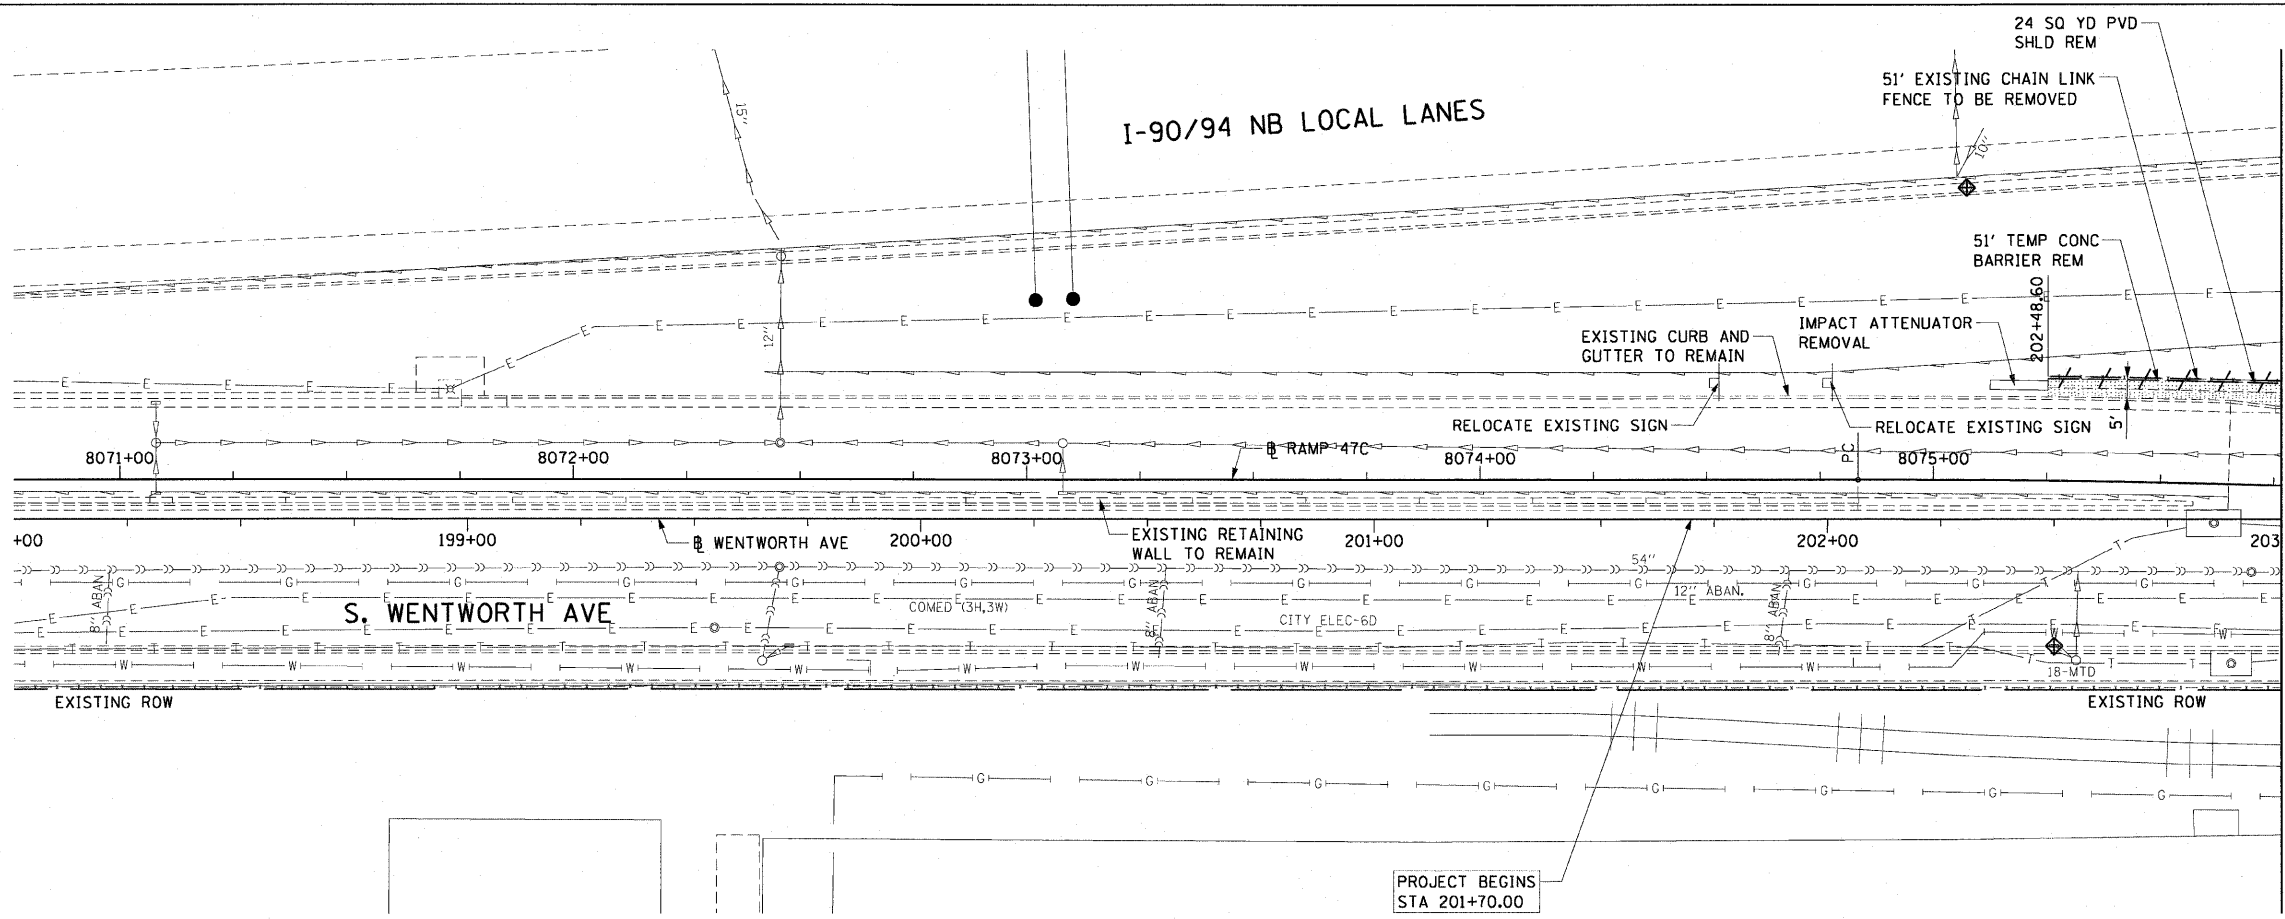 24 SQ YD PVD
SHLD REM
51' EXISTING CHAIN LINK
FENCE TO BE REMOVED
15"
I-90/94 NB LOCAL LANES
10"
51' TEMP CONC
BARRIER REM
202+48.60
12"
EXISTING CURB AND
GUTTER TO REMAIN
IMPACT ATTENUATOR
REMOVAL
E E E E E E E E E E E E E E E E E E E E E
E E E E E
RELOCATE EXISTING SIGN
RELOCATE EXISTING SIGN
5'
8071+00
8072+00
8073+00
℄ RAMP 47C
8074+00
PC
8075+00
+00
199+00
℄ WENTWORTH AVE
200+00
EXISTING RETAINING
WALL TO REMAIN
201+00
202+00
203
54"
G G G G G G G G G G G G G
8" ABAN
8" ABAN
8" ABAN
12" ABAN.
COMED (3H,3W)
S. WENTWORTH AVE
CITY ELEC-6D
W W W W W W W W W W W W W
18-MTD
EXISTING ROW
EXISTING ROW
G G G G G G G G
PROJECT BEGINS
STA 201+70.00